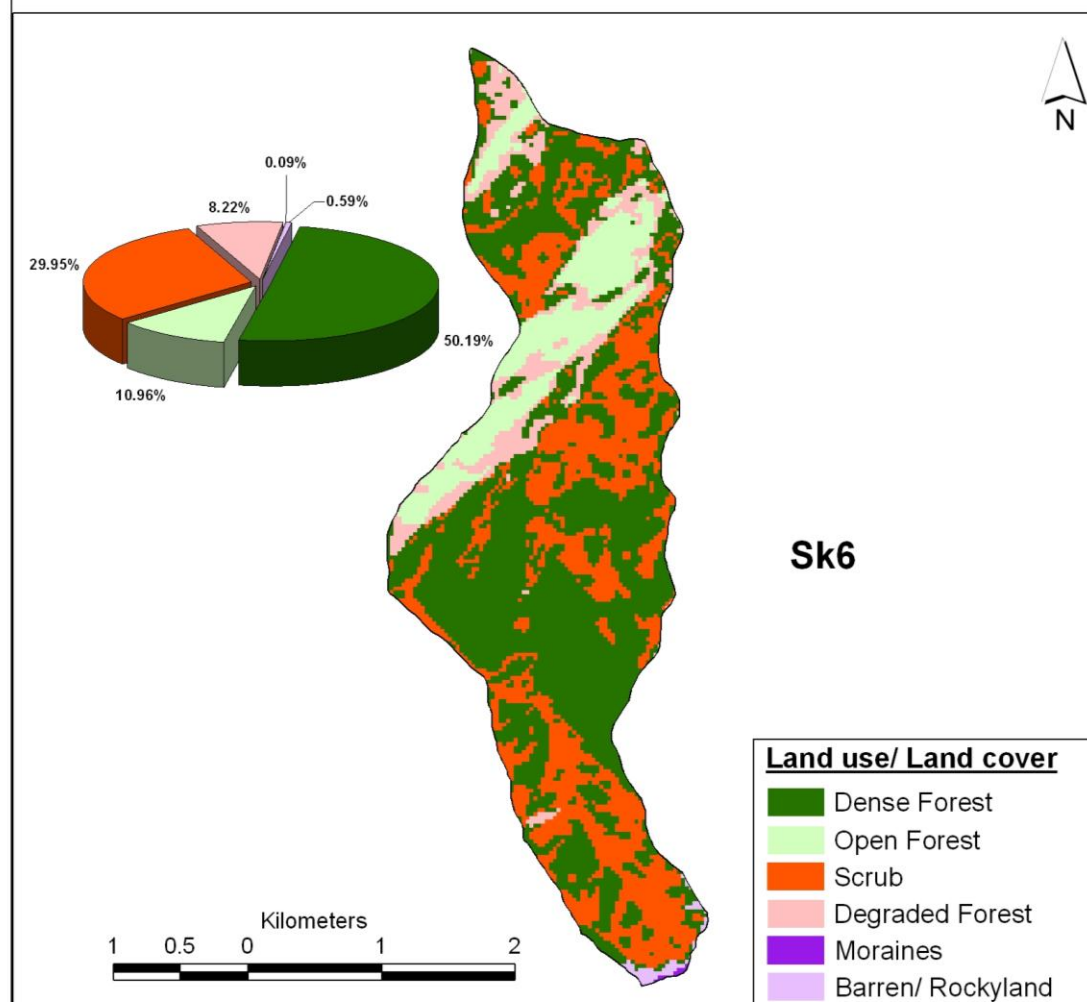 N
0.09%
0.59%
8.22%
29.95%
50.19%
10.96%
Sk6
Land use/ Land cover
Dense Forest
Open Forest
Scrub
Degraded Forest
Moraines
Barren/ Rockyland
Kilometers
1 0.5 0 1 2